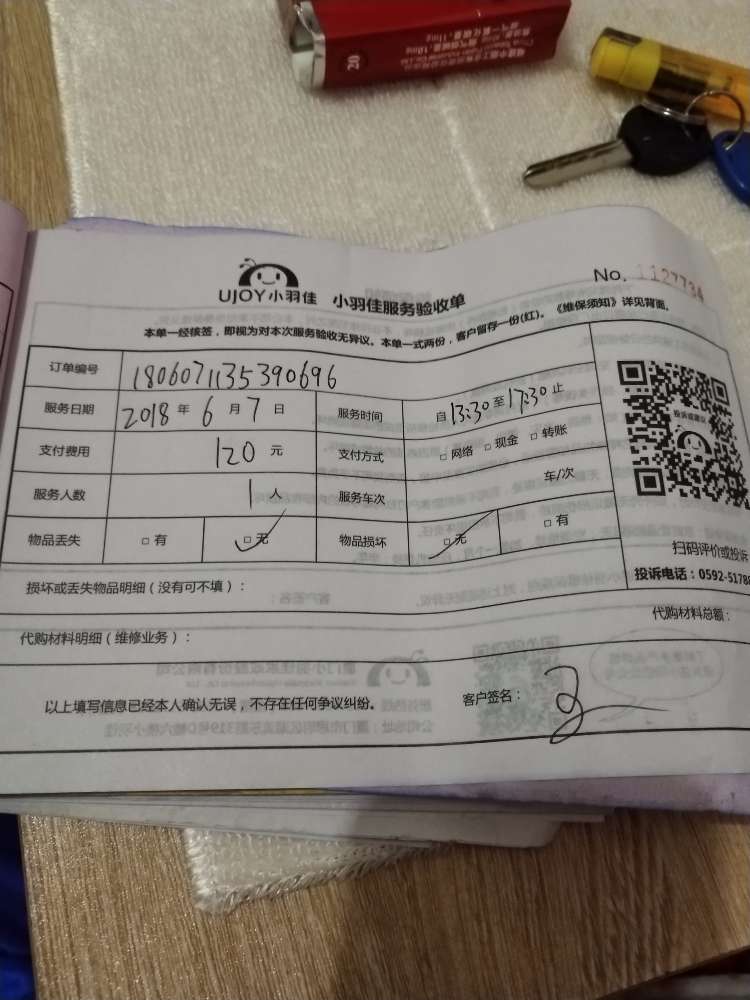 20
UJOY小羽佳 小羽佳服务验收单
No. 1127734
本单一经核签，即视为对本次服务验收无异议。本单一式两份，客户留存一份(红)。《维保须知》详见背面。
订单编号 1806071135390696
服务日期 2018 年 6 月 7 日 服务时间 自 13:30 至 17:30 止
支付费用 120 元 支付方式 □ 网络 □ 现金 □ 转账
服务人数 1 人 服务车次 车/次
物品丢失 □ 有 □ 无 物品损坏 □ 无 □ 有
投诉或建议
扫码评价或投诉
投诉电话：0592-51788
损坏或丢失物品明细（没有可不填）：
代购材料明细（维修业务）： 代购材料总额：
以上填写信息已经本人确认无误，不存在任何争议纠纷。 客户签名：